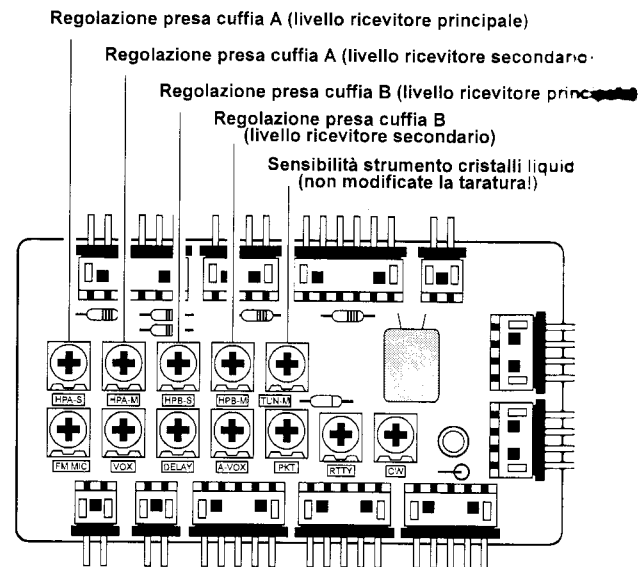 Regolazione presa cuffia A (livello ricevitore principale)
Regolazione presa cuffia A (livello ricevitore secondario
Regolazione presa cuffia B (livello ricevitore
Regolazione presa cuffia B
(livello ricevitore secondario)
Sensibilità strumento cristalli liquid
(non modificate la taratura!)
HPA-S HPA-M HPB-S HPB-M TUN-M
FM MIC VOX DELAY A-VOX PKT RTTY CW